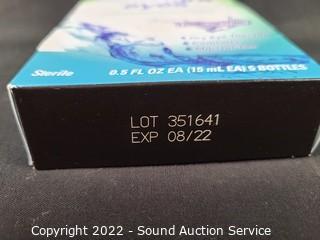 Sterile
0.5 FL OZ EA (15 mL EA) 5 BOTTLES
LOT 351641
EXP 08/22
Copyright 2022 - Sound Auction Service